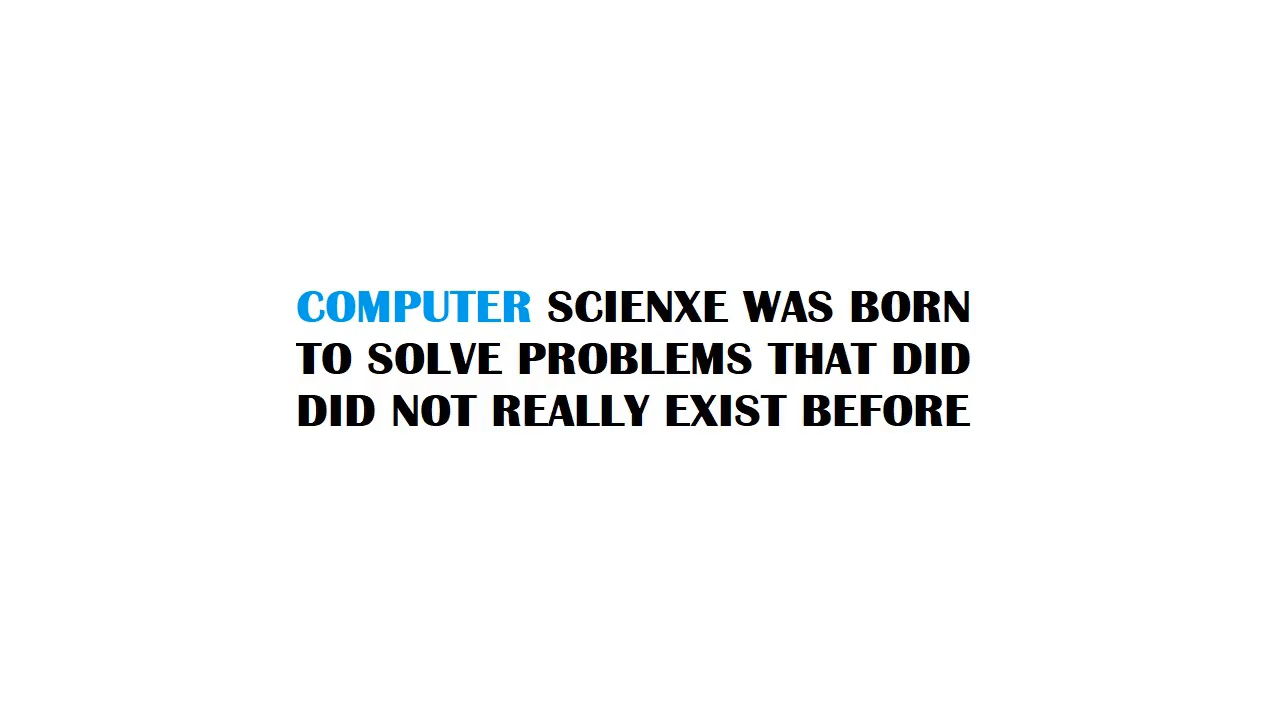 COMPUTER SCIENXE WAS BORN
TO SOLVE PROBLEMS THAT DID
DID NOT REALLY EXIST BEFORE